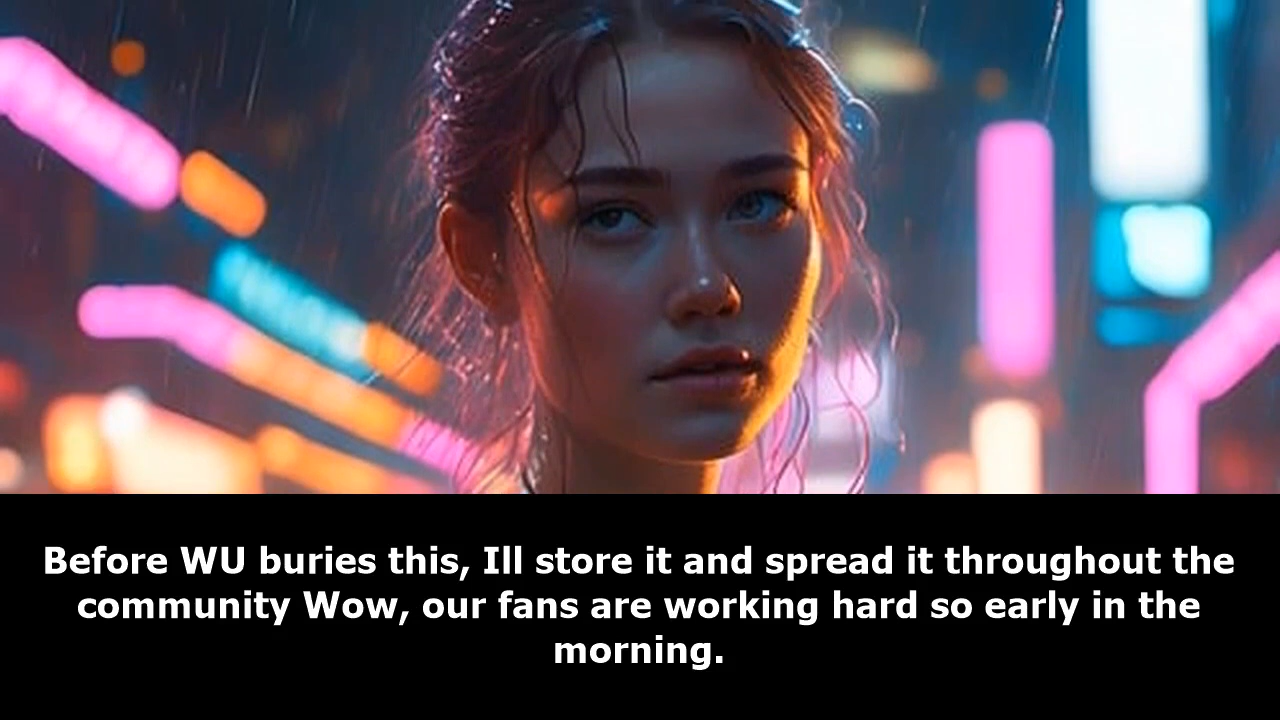 Before WU buries this, Ill store it and spread it throughout the
community Wow, our fans are working hard so early in the
morning.